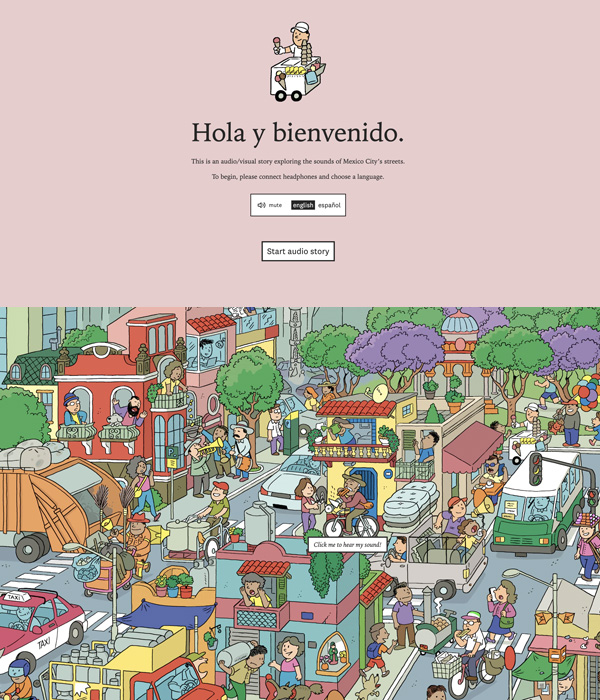 Hola y bienvenido.
This is an audio/visual story exploring the sounds of Mexico City's streets.
To begin, please connect headphones and choose a language.
mute english español
Start audio story
Click me to hear my sound!
TAXI
TAXI